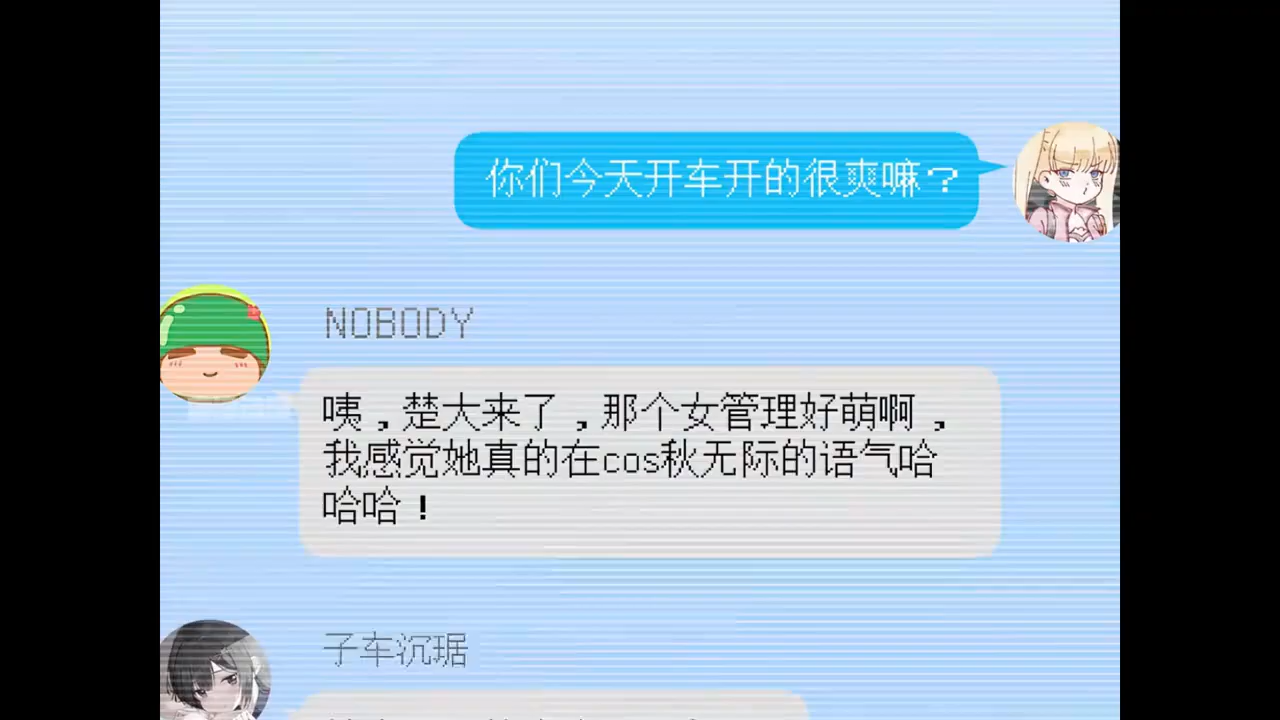 你们今天开车开的很爽嘛？
NOBODY
咦，楚大来了，那个女管理好萌啊，
我感觉她真的在cos秋无际的语气哈
哈哈！
子车沉琚